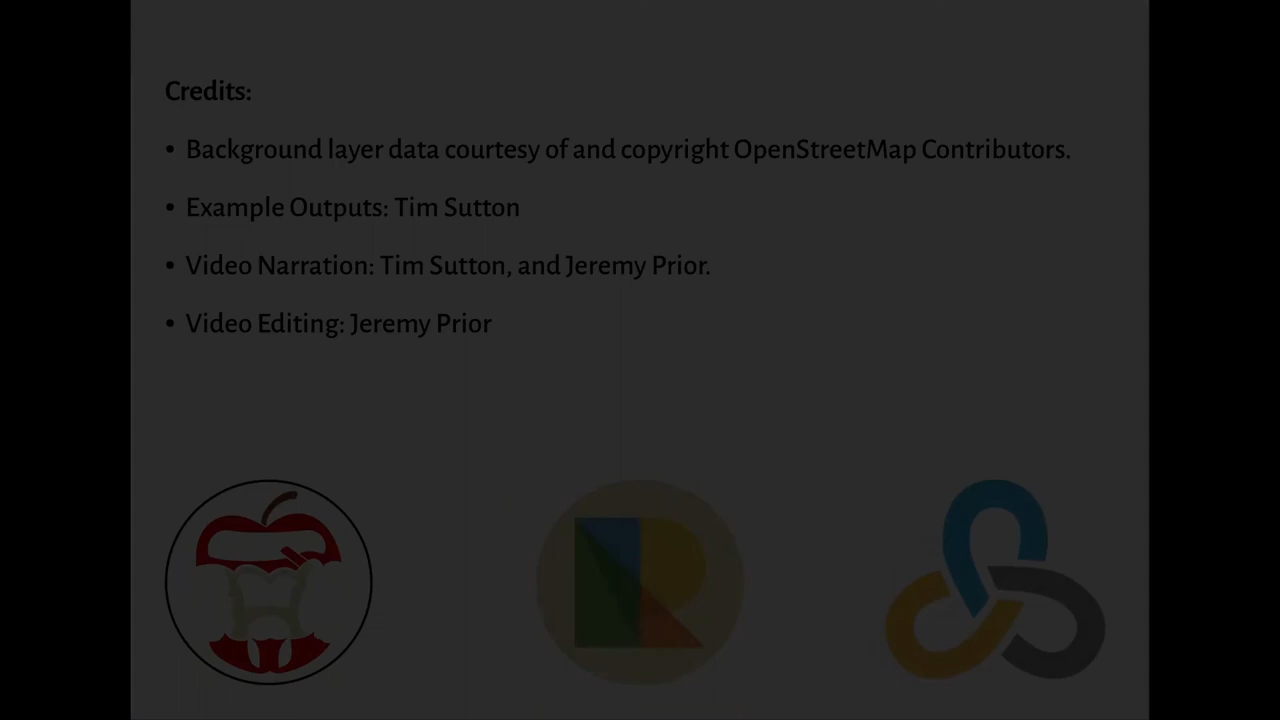 Credits:
• Background layer data courtesy of and copyright OpenStreetMap Contributors.
• Example Outputs: Tim Sutton
• Video Narration: Tim Sutton, and Jeremy Prior.
• Video Editing: Jeremy Prior